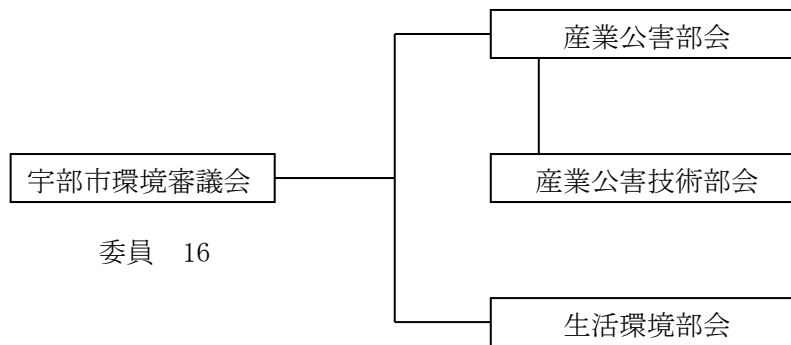 産業公害部会
宇部市環境審議会
産業公害技術部会
委員　16
生活環境部会